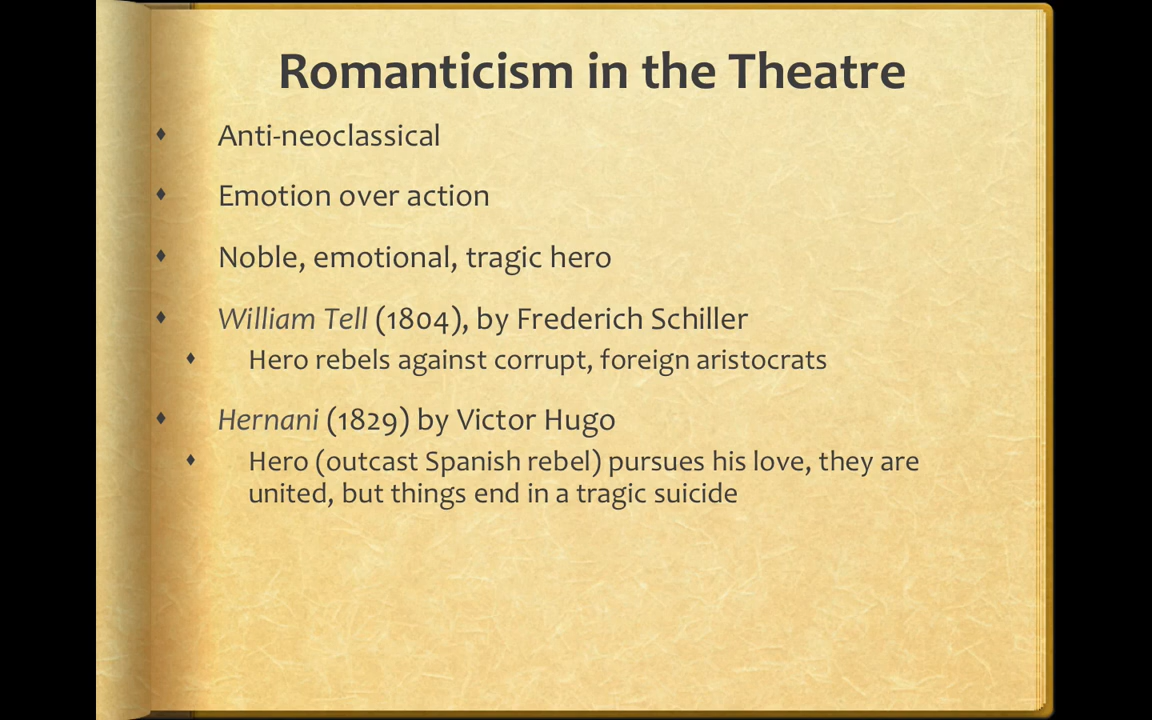 Romanticism in the Theatre
♦ Anti-neoclassical
♦ Emotion over action
♦ Noble, emotional, tragic hero
♦ William Tell (1804), by Frederich Schiller
♦ Hero rebels against corrupt, foreign aristocrats
♦ Hernani (1829) by Victor Hugo
♦ Hero (outcast Spanish rebel) pursues his love, they are
united, but things end in a tragic suicide